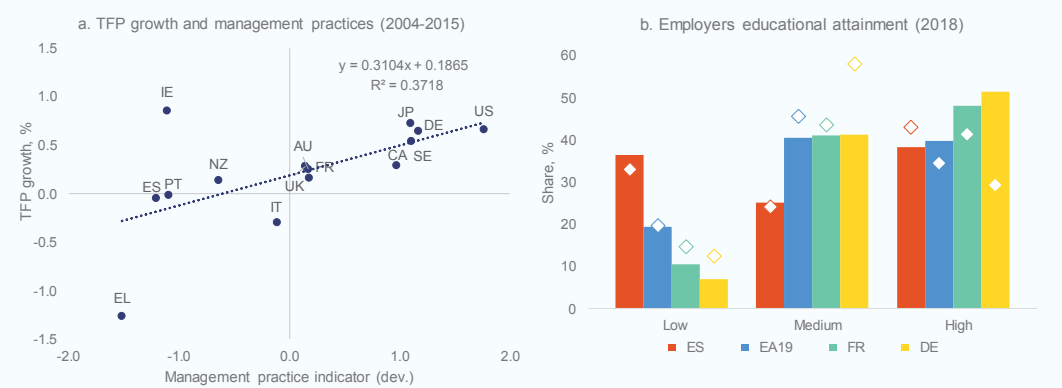 a. TFP growth and management practices (2004-2015)
1.5
1.0
0.5
0.0
-0.5
-1.0
-1.5
TFP growth, %
y = 0.3104x + 0.1865
R² = 0.3718
IE
JP
US
DE
AU
CA SE
NZ
FR
ES PT
UK
IT
EL
-2.0 -1.0 0.0 1.0 2.0
Management practice indicator (dev.)
b. Employers educational attainment (2018)
60
50
40
30
20
10
0
Share, %
Low Medium High
ES EA19 FR DE